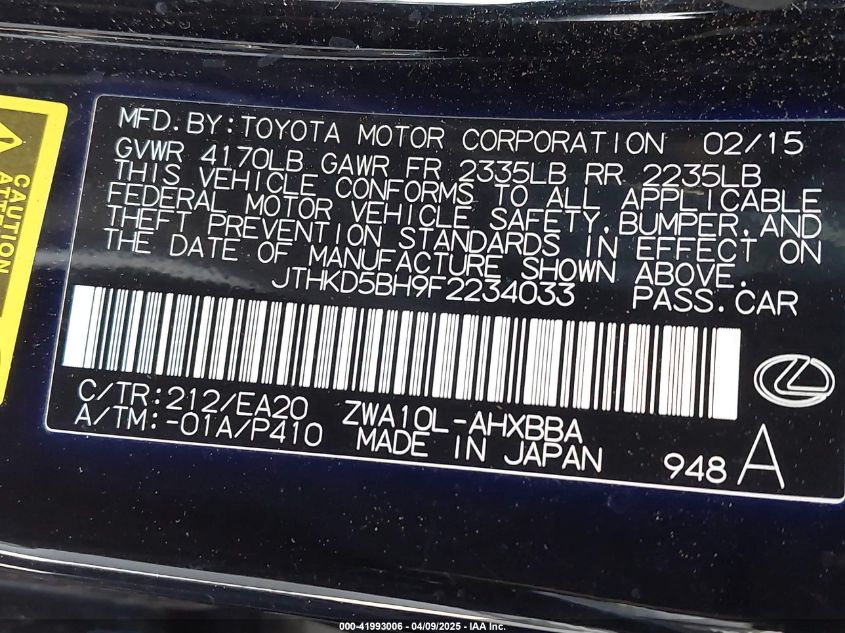 MFD.BY:TOYOTA MOTOR CORPORATION 02/15
GVWR 4170LB GAWR FR 2335LB RR 2235LB
THIS VEHICLE CONFORMS TO ALL APPLICABLE
FEDERAL MOTOR VEHICLE SAFETY,BUMPER,AND
THEFT PREVENTION STANDARDS IN EFFECT ON
THE DATE OF MANUFACTURE SHOWN ABOVE.
JTHKD5BH9F2234033 PASS.CAR
C/TR:212/EA20 ZWA10L-AHXBBA
A/TM:-01A/P410 MADE IN JAPAN 948 A
CAUTION
000-41993006 - 04/09/2025 - IAA Inc.